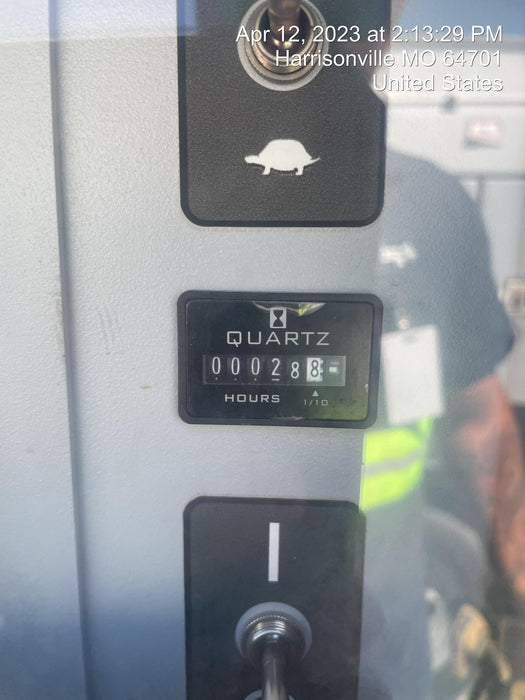 Apr 12, 2023 at 2:13:29 PM
Harrisonville MO 64701
United States
QUARTZ
000288
HOURS
1/10